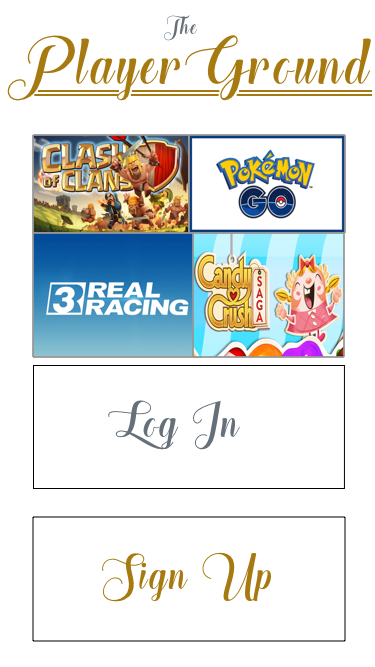 The
Player Ground
CLASH
OF CLANS
POKÉMON
GO
3 REAL
RACING
Candy
Crush
SAGA
Log In
Sign Up